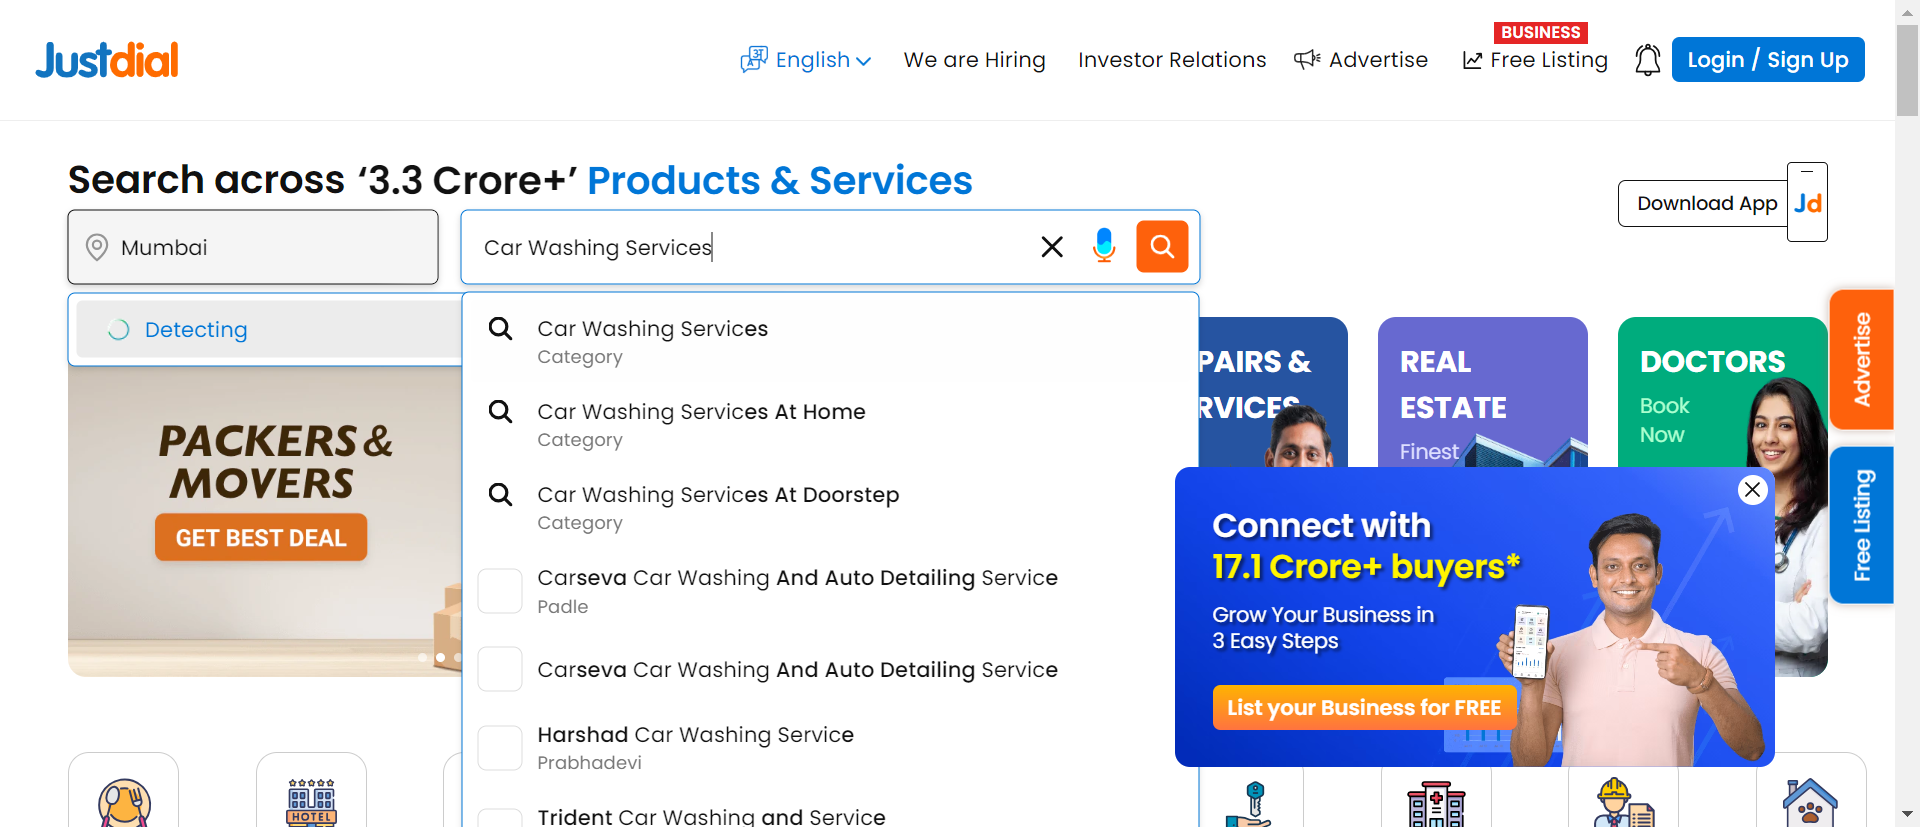 Justdial
English
We are Hiring
Investor Relations
Advertise
BUSINESS
Free Listing
Login / Sign Up
Search across ‘3.3 Crore+’ Products & Services
Download App
Jd
Mumbai
Car Washing Services
Detecting
Car Washing Services
Category
Car Washing Services At Home
Category
Car Washing Services At Doorstep
Category
Carseva Car Washing And Auto Detailing Service
Padle
Carseva Car Washing And Auto Detailing Service
Harshad Car Washing Service
Prabhadevi
Trident Car Washing and Service
PACKERS &
MOVERS
GET BEST DEAL
PAIRS &
RVICES
REAL
ESTATE
Finest
DOCTORS
Book
Now
Advertise
Free Listing
Connect with
17.1 Crore+ buyers*
Grow Your Business in
3 Easy Steps
List your Business for FREE
HOTEL